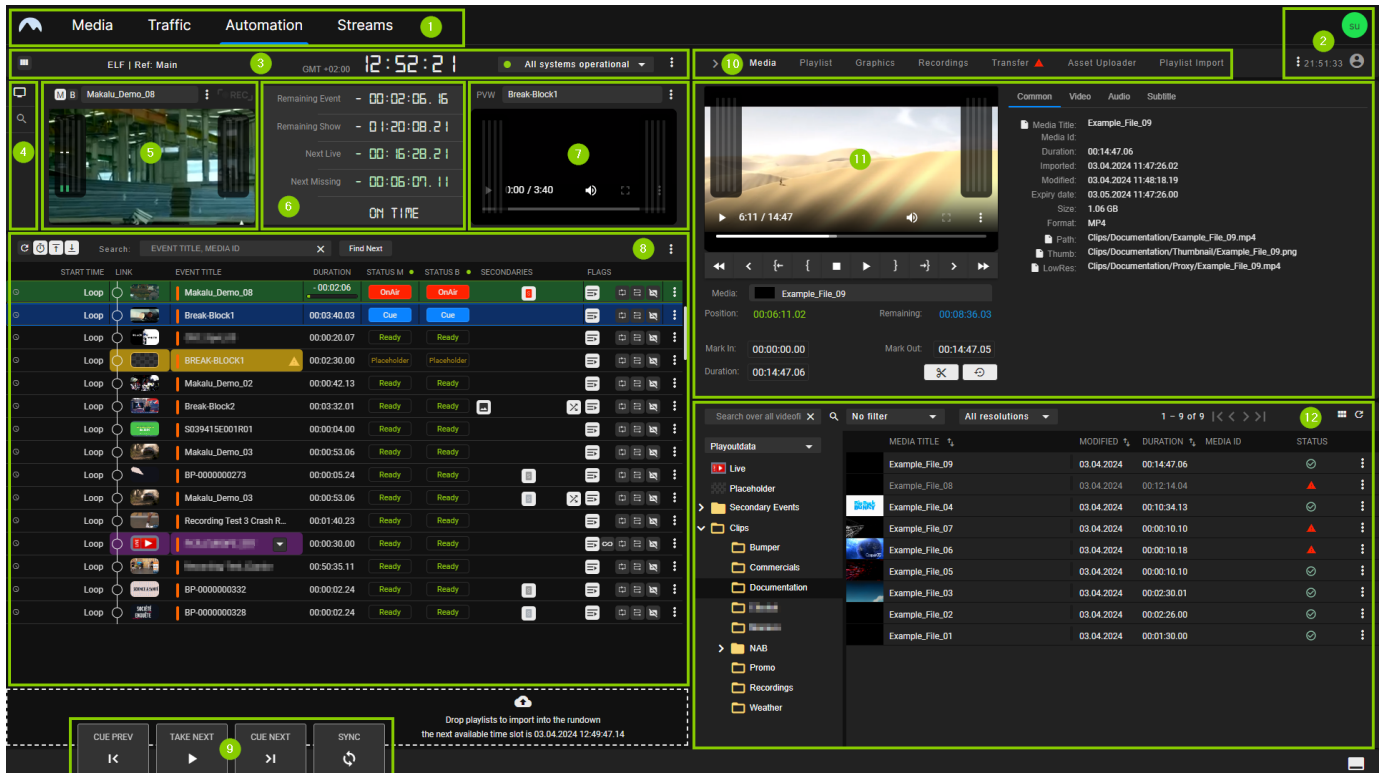 Media Traffic Automation Streams 1
su
2
ELF | Ref: Main 3 GMT +02:00 12:52:21 All systems operational
10 Media Playlist Graphics Recordings Transfer Asset Uploader Playlist Import
21:51:33
4
M B Makalu_Demo_08 REC
5
Remaining Event - 00:02:06.16
Remaining Show - 01:20:08.21
Next Live - 00:16:28.21
Next Missing - 00:06:07.11
6
ON TIME
PVW Break-Block1
7
0:00 / 3:40
Search: EVENT TITLE, MEDIA ID X Find Next 8
START TIME LINK EVENT TITLE DURATION STATUS M STATUS B SECONDARIES FLAGS
Loop Makalu_Demo_08 - 00:02:06 OnAir OnAir
Loop Break-Block1 00:03:40.03 Cue Cue
Loop 00:00:20.07 Ready Ready
Loop BREAK-BLOCK1 00:02:30.00 Placeholder Placeholder
Loop Makalu_Demo_02 00:00:42.13 Ready Ready
Loop Break-Block2 00:03:32.01 Ready Ready
Loop S039415E001R01 00:00:04.00 Ready Ready
Loop Makalu_Demo_03 00:00:53.06 Ready Ready
Loop BP-0000000273 00:00:05.24 Ready Ready
Loop Makalu_Demo_03 00:00:53.06 Ready Ready
Loop Recording Test 3 Crash R... 00:01:40.23 Ready Ready
Loop 00:00:30.00 Ready Ready
Loop 00:50:35.11 Ready Ready
Loop BP-0000000332 00:00:02.24 Ready Ready
Loop SOCIÉTÉ ENQUÊTE BP-0000000328 00:00:02.24 Ready Ready
Drop playlists to import into the rundown
the next available time slot is 03.04.2024 12:49:47.14
CUE PREV TAKE NEXT CUE NEXT SYNC
9
11
6:11 / 14:47
Media: Example_File_09
Position: 00:06:11.02 Remaining: 00:08:36.03
Mark In: 00:00:00.00 Mark Out: 00:14:47.05
Duration: 00:14:47.06
Common Video Audio Subtitle
Media Title: Example_File_09
Media Id:
Duration: 00:14:47.06
Imported: 03.04.2024 11:47:26.02
Modified: 03.04.2024 11:48:18.19
Expiry date: 03.05.2024 11:47:26.00
Size: 1.06 GB
Format: MP4
Path: Clips/Documentation/Example_File_09.mp4
Thumb: Clips/Documentation/Thumbnail/Example_File_09.png
LowRes: Clips/Documentation/Proxy/Example_File_09.mp4
Search over all videofi X No filter All resolutions 1 – 9 of 9 12
Playoutdata
Live
Placeholder
Secondary Events
Clips
Bumper
Commercials
Documentation
NAB
Promo
Recordings
Weather
MEDIA TITLE MODIFIED DURATION MEDIA ID STATUS
Example_File_09 03.04.2024 00:14:47.06
Example_File_08 03.04.2024 00:12:14.04
Example_File_04 03.04.2024 00:10:34.13
Example_File_07 03.04.2024 00:00:10.10
Example_File_06 03.04.2024 00:00:10.18
Example_File_05 03.04.2024 00:00:10.10
Example_File_03 03.04.2024 00:02:30.01
Example_File_02 03.04.2024 00:02:26.00
Example_File_01 03.04.2024 00:01:30.00